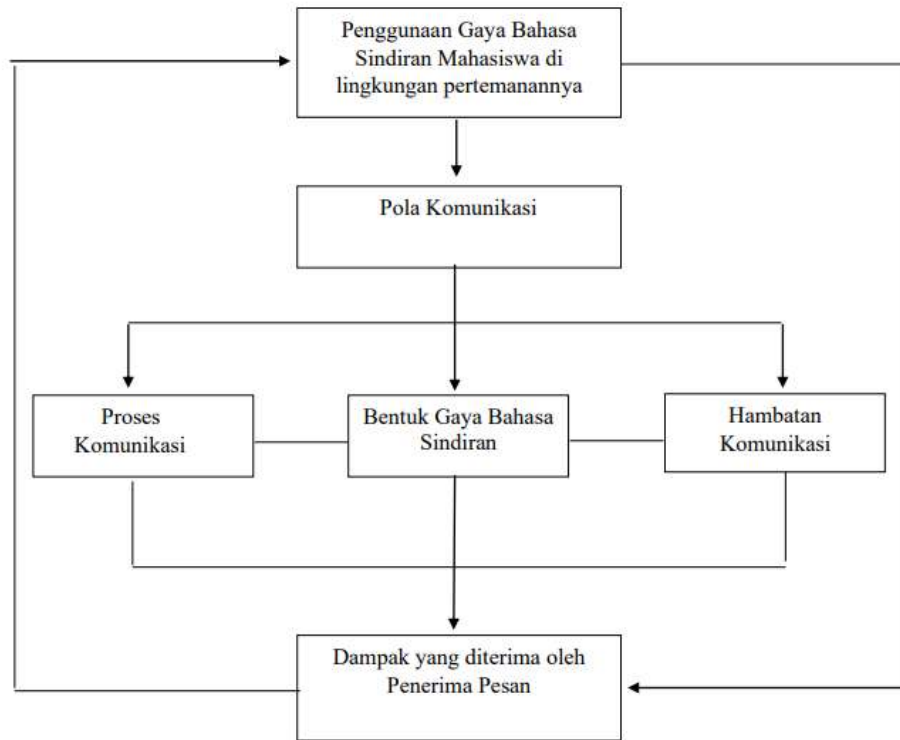 Penggunaan Gaya Bahasa
Sindiran Mahasiswa di
lingkungan pertemanannya
Pola Komunikasi
Proses
Komunikasi
Bentuk Gaya Bahasa
Sindiran
Hambatan
Komunikasi
Dampak yang diterima oleh
Penerima Pesan